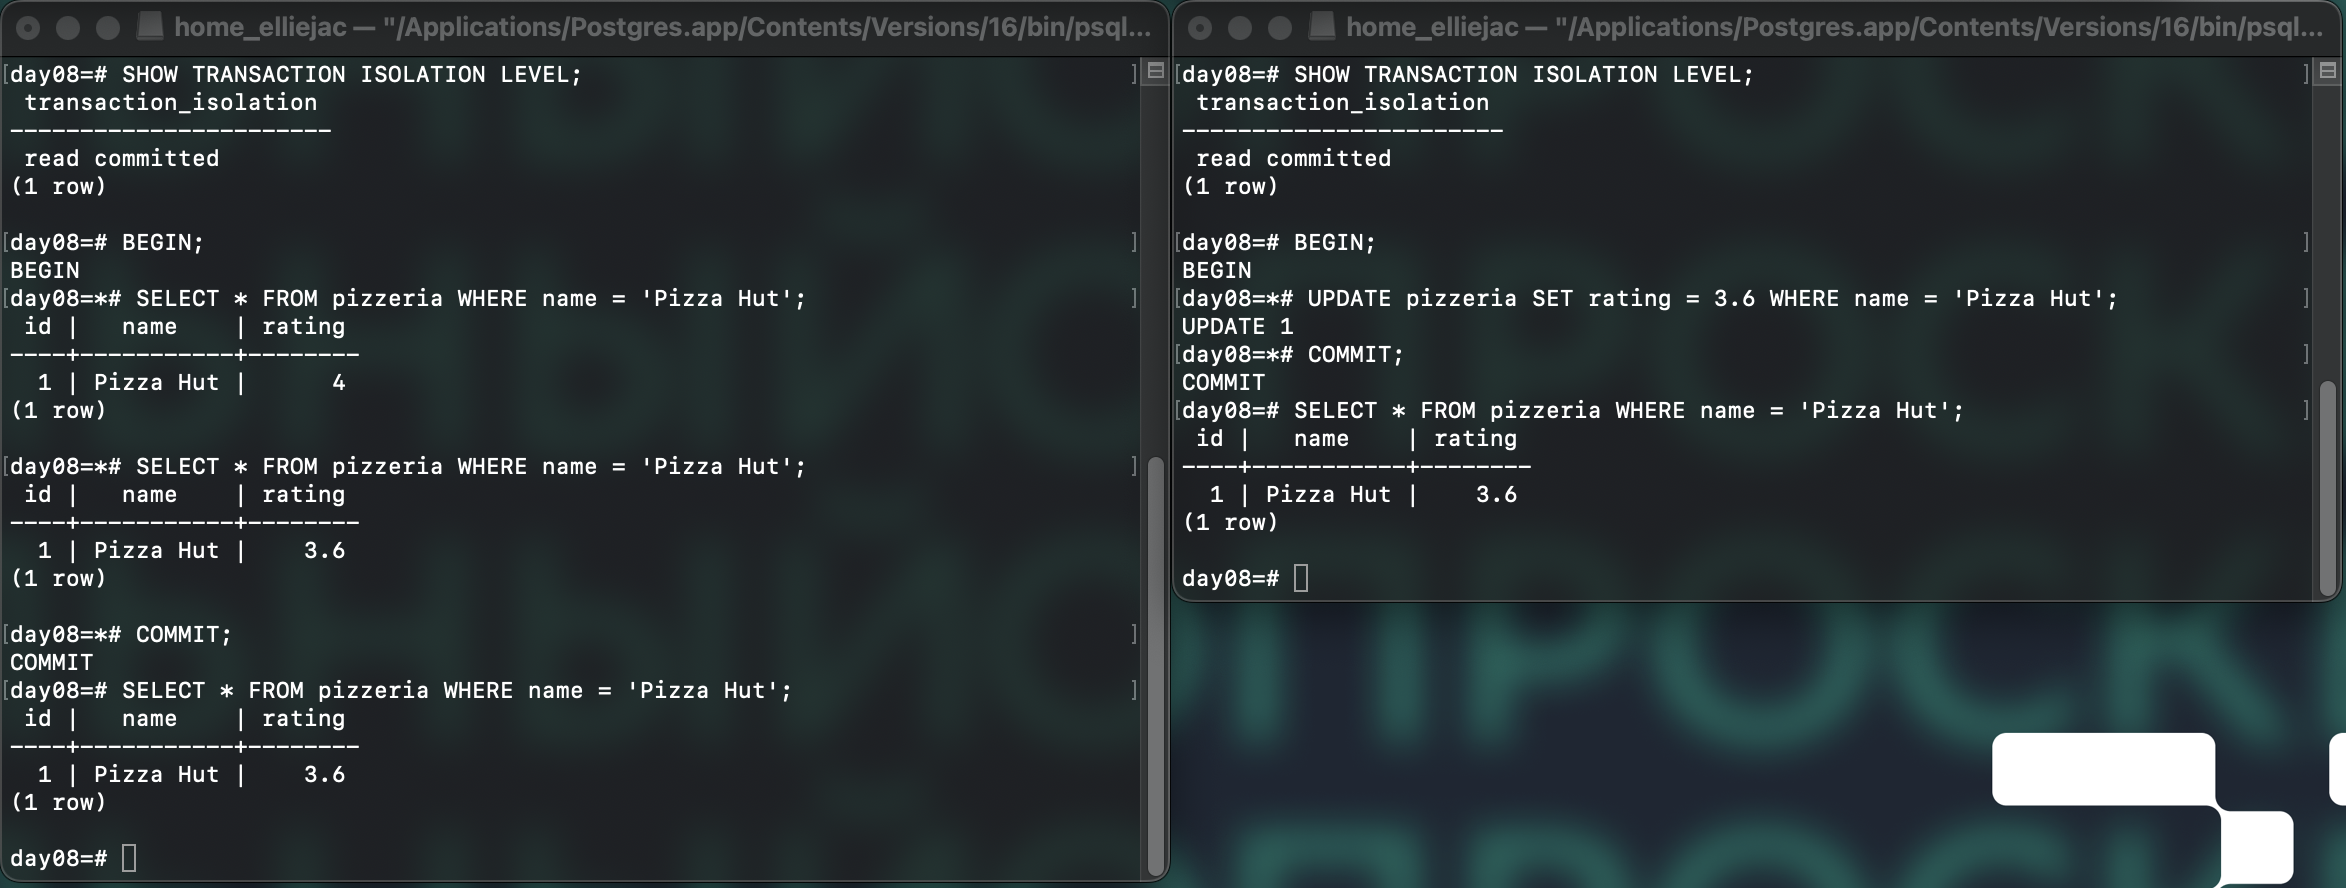 home_elliejac — "/Applications/Postgres.app/Contents/Versions/16/bin/psql...
[day08=# SHOW TRANSACTION ISOLATION LEVEL; ]
 transaction_isolation
-----------------------
 read committed
(1 row)
[day08=# BEGIN; ]
BEGIN
[day08=*# SELECT * FROM pizzeria WHERE name = 'Pizza Hut'; ]
 id |   name    | rating
----+-----------+--------
  1 | Pizza Hut |      4
(1 row)
[day08=*# SELECT * FROM pizzeria WHERE name = 'Pizza Hut'; ]
 id |   name    | rating
----+-----------+--------
  1 | Pizza Hut |    3.6
(1 row)
[day08=*# COMMIT; ]
COMMIT
[day08=# SELECT * FROM pizzeria WHERE name = 'Pizza Hut'; ]
 id |   name    | rating
----+-----------+--------
  1 | Pizza Hut |    3.6
(1 row)
day08=#
home_elliejac — "/Applications/Postgres.app/Contents/Versions/16/bin/psql...
[day08=# SHOW TRANSACTION ISOLATION LEVEL; ]
 transaction_isolation
-----------------------
 read committed
(1 row)
[day08=# BEGIN; ]
BEGIN
[day08=*# UPDATE pizzeria SET rating = 3.6 WHERE name = 'Pizza Hut'; ]
UPDATE 1
[day08=*# COMMIT; ]
COMMIT
[day08=# SELECT * FROM pizzeria WHERE name = 'Pizza Hut'; ]
 id |   name    | rating
----+-----------+--------
  1 | Pizza Hut |    3.6
(1 row)
day08=#